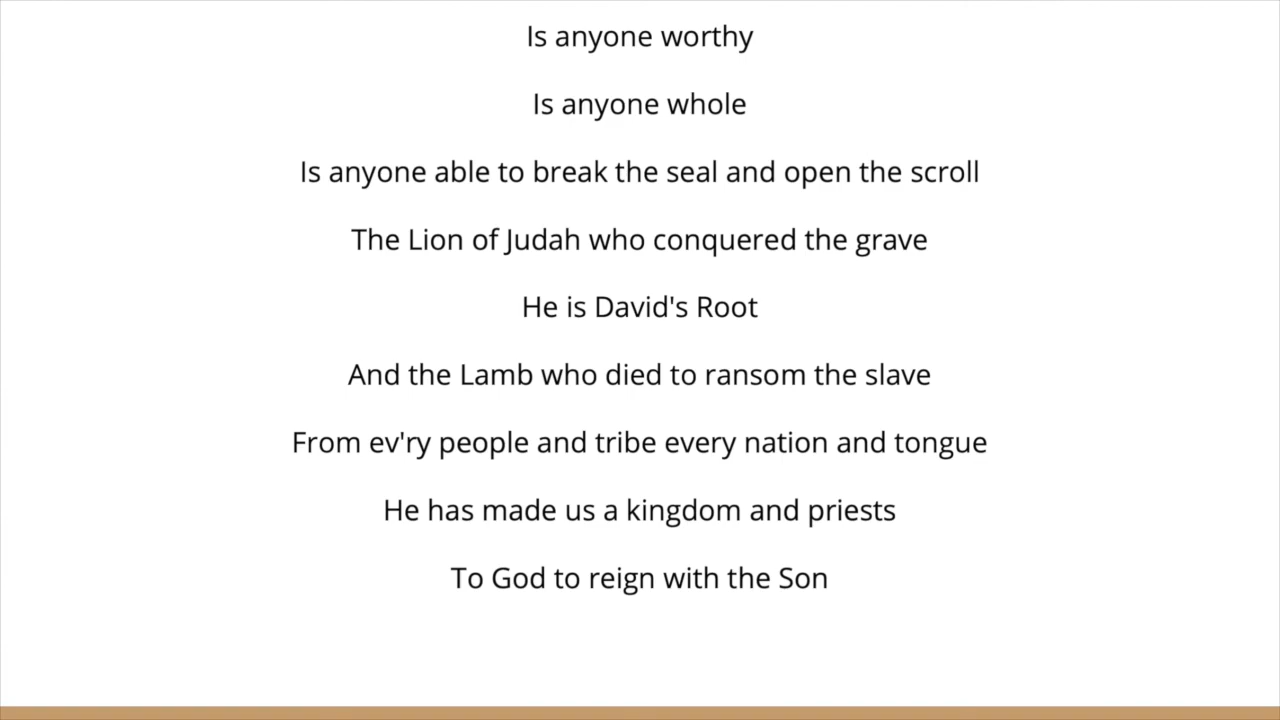 Is anyone worthy
Is anyone whole
Is anyone able to break the seal and open the scroll
The Lion of Judah who conquered the grave
He is David's Root
And the Lamb who died to ransom the slave
From ev'ry people and tribe every nation and tongue
He has made us a kingdom and priests
To God to reign with the Son